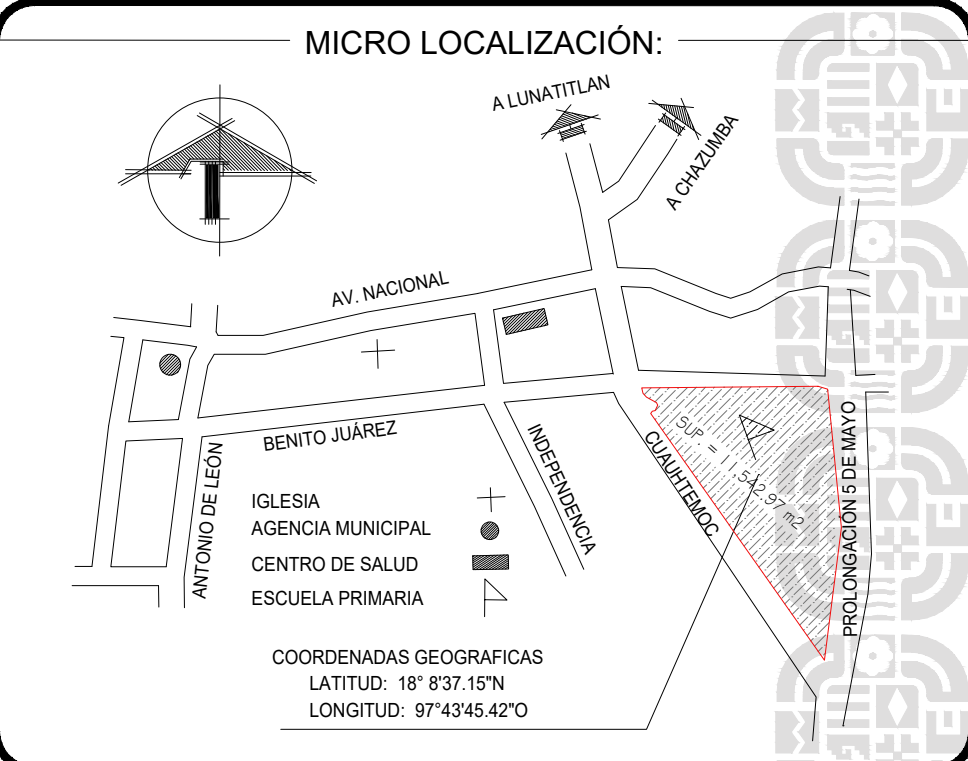 MICRO LOCALIZACIÓN:
A LUNATITLAN
A CHAZUMBA
AV. NACIONAL
BENITO JUÁREZ
ANTONIO DE LEÓN
INDEPENDENCIA
CUAUHTEMOC
SUP = 11,542.97 m2
PROLONGACION 5 DE MAYO
IGLESIA
AGENCIA MUNICIPAL
CENTRO DE SALUD
ESCUELA PRIMARIA
COORDENADAS GEOGRAFICAS
LATITUD: 18° 8'37.15"N
LONGITUD: 97°43'45.42"O